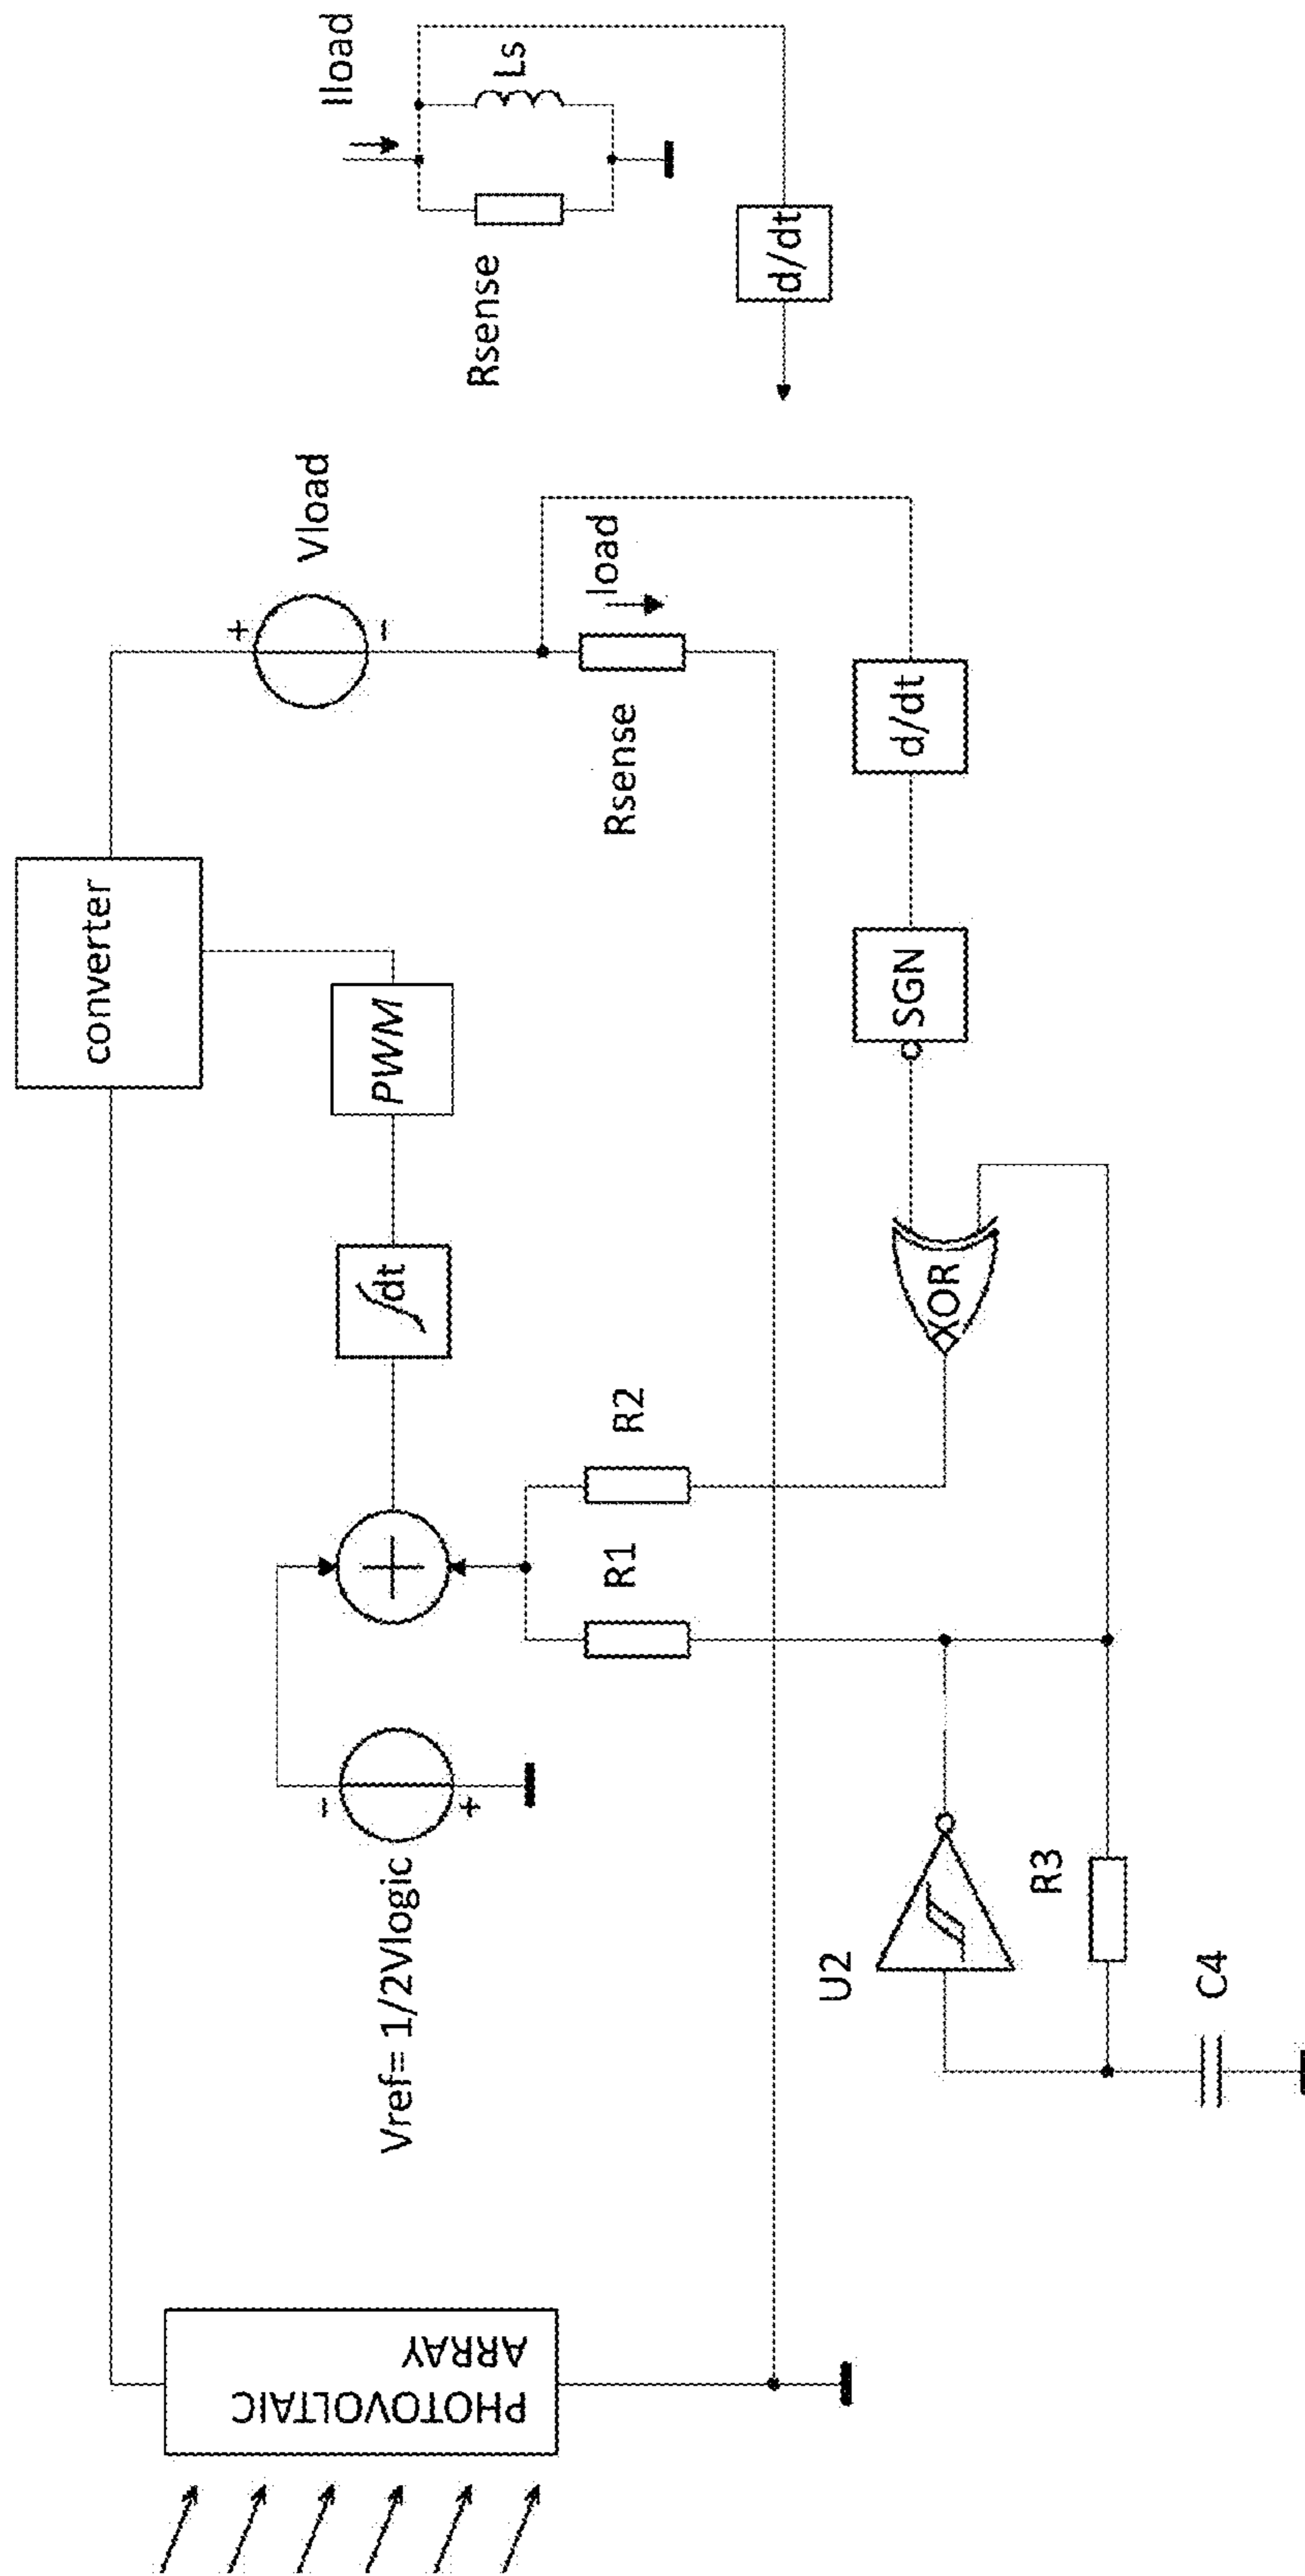 PHOTOVOLTAIC
ARRAY
converter
PWM
∫dt
+
Vref= 1/2Vlogic
-
+
R1
R2
U2
R3
C4
XOR
SGN
d/dt
Rsense
Iload
Vload
+
-
Rsense
Ls
Iload
d/dt